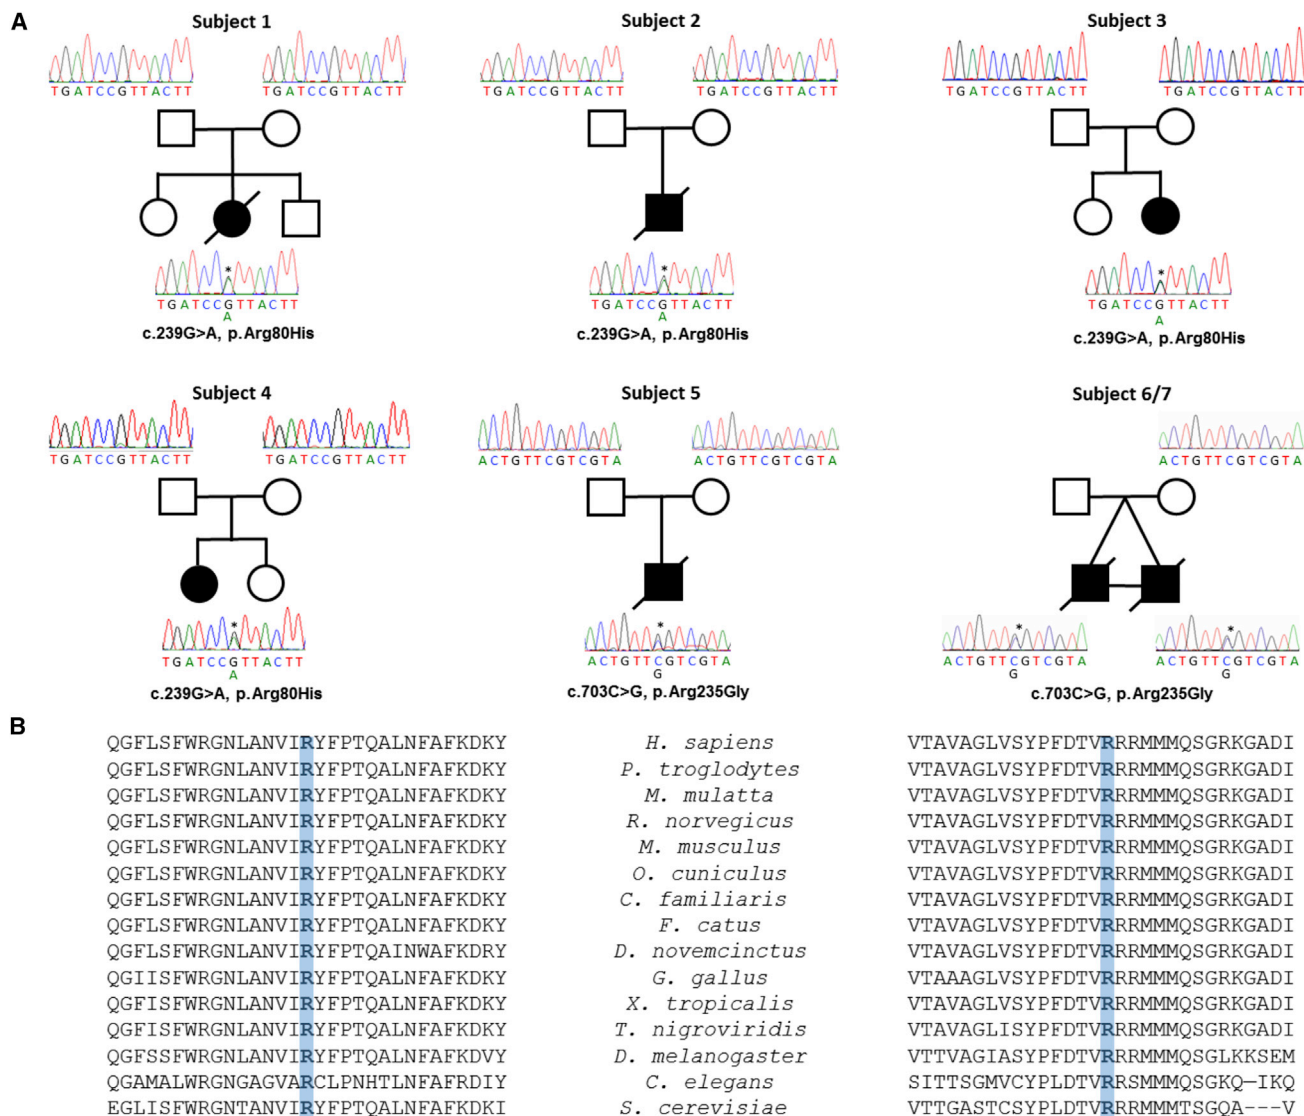 A
Subject 1 Subject 2 Subject 3
TGATCCGTTACTT TGATCCGTTACTT TGATCCGTTACTT TGATCCGTTACTT TGATCCGTTACTT TGATCCGTTACTT
* * *
TGATCCGTTACTT TGATCCGTTACTT TGATCCGTTACTT
A A A
c.239G>A, p.Arg80His c.239G>A, p.Arg80His c.239G>A, p.Arg80His
Subject 4 Subject 5 Subject 6/7
TGATCCGTTACTT TGATCCGTTACTT ACTGTTCGTCGTA ACTGTTCGTCGTA ACTGTTCGTCGTA
* * * *
TGATCCGTTACTT ACTGTTCGTCGTA ACTGTTCGTCGTA ACTGTTCGTCGTA
A G G G
c.239G>A, p.Arg80His c.703C>G, p.Arg235Gly c.703C>G, p.Arg235Gly
B
QGFLSFWRGNLANVIRYFPTQALNFAFKDKY H. sapiens VTAVAGLVSYPFDTVRRRMMMQSGRKGADI
QGFLSFWRGNLANVIRYFPTQALNFAFKDKY P. troglodytes VTAVAGLVSYPFDTVRRRMMMQSGRKGADI
QGFLSFWRGNLANVIRYFPTQALNFAFKDKY M. mulatta VTAVAGLVSYPFDTVRRRMMMQSGRKGADI
QGFLSFWRGNLANVIRYFPTQALNFAFKDKY R. norvegicus VTAVAGLVSYPFDTVRRRMMMQSGRKGADI
QGFLSFWRGNLANVIRYFPTQALNFAFKDKY M. musculus VTAVAGLVSYPFDTVRRRMMMQSGRKGADI
QGFLSFWRGNLANVIRYFPTQALNFAFKDKY O. cuniculus VTAVAGLVSYPFDTVRRRMMMQSGRKGADI
QGFLSFWRGNLANVIRYFPTQALNFAFKDKY C. familiaris VTAVAGLVSYPFDTVRRRMMMQSGRKGADI
QGFLSFWRGNLANVIRYFPTQALNFAFKDKY F. catus VTAVAGLVSYPFDTVRRRMMMQSGRKGADI
QGFLSFWRGNLANVIRYFPTQAINWAFKDRY D. novemcinctus VTAVAGLVSYPFDTVRRRMMMQSGRKGADI
QGIISFWRGNLANVIRYFPTQALNFAFKDKY G. gallus VTAAAGLVSYPFDTVRRRMMMQSGRKGADI
QGFISFWRGNLANVIRYFPTQALNFAFKDKY X. tropicalis VTAVAGLVSYPFDTVRRRMMMQSGRKGADI
QGFISFWRGNLANVIRYFPTQALNFAFKDKY T. nigroviridis VTAVAGLISYPFDTVRRRMMMQSGRKGADI
QGFSSFWRGNLANVIRYFPTQALNFAFKDVY D. melanogaster VTTVAGIASYPFDTVRRRMMMQSGLKKSEM
QGAMALWRGNGAGVARCLPNHTLNFAFRDIY C. elegans SITTSGMVCYPLDTVRRSMMMQSGKQ—IKQ
EGLISFWRGNTANVIRYFPTQALNFAFKDKI S. cerevisiae VTTGASTCSYPLDTVRRRMMMTSGQA---V